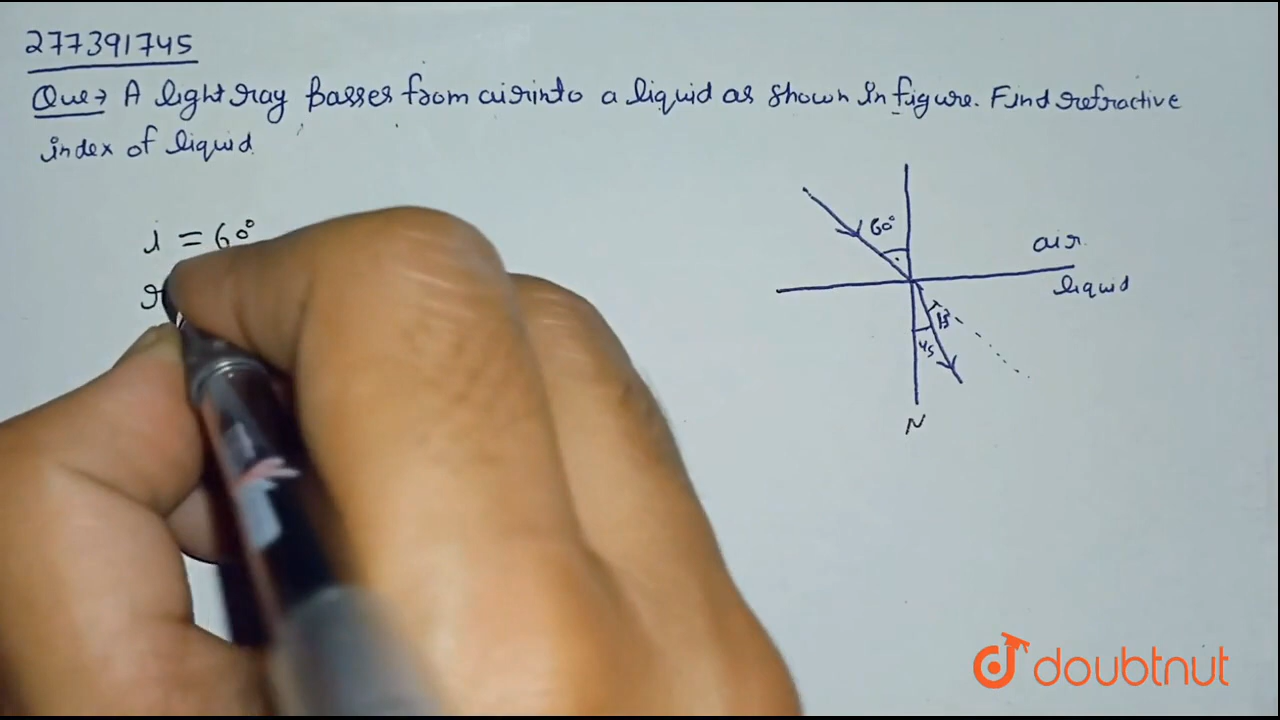 277391745
Que→ A light ray Passes from air into a liquid as shown in figure. Find refractive
index of liquid.
i = 60°
r
60°
air
liquid
15
45
N
doubtnut